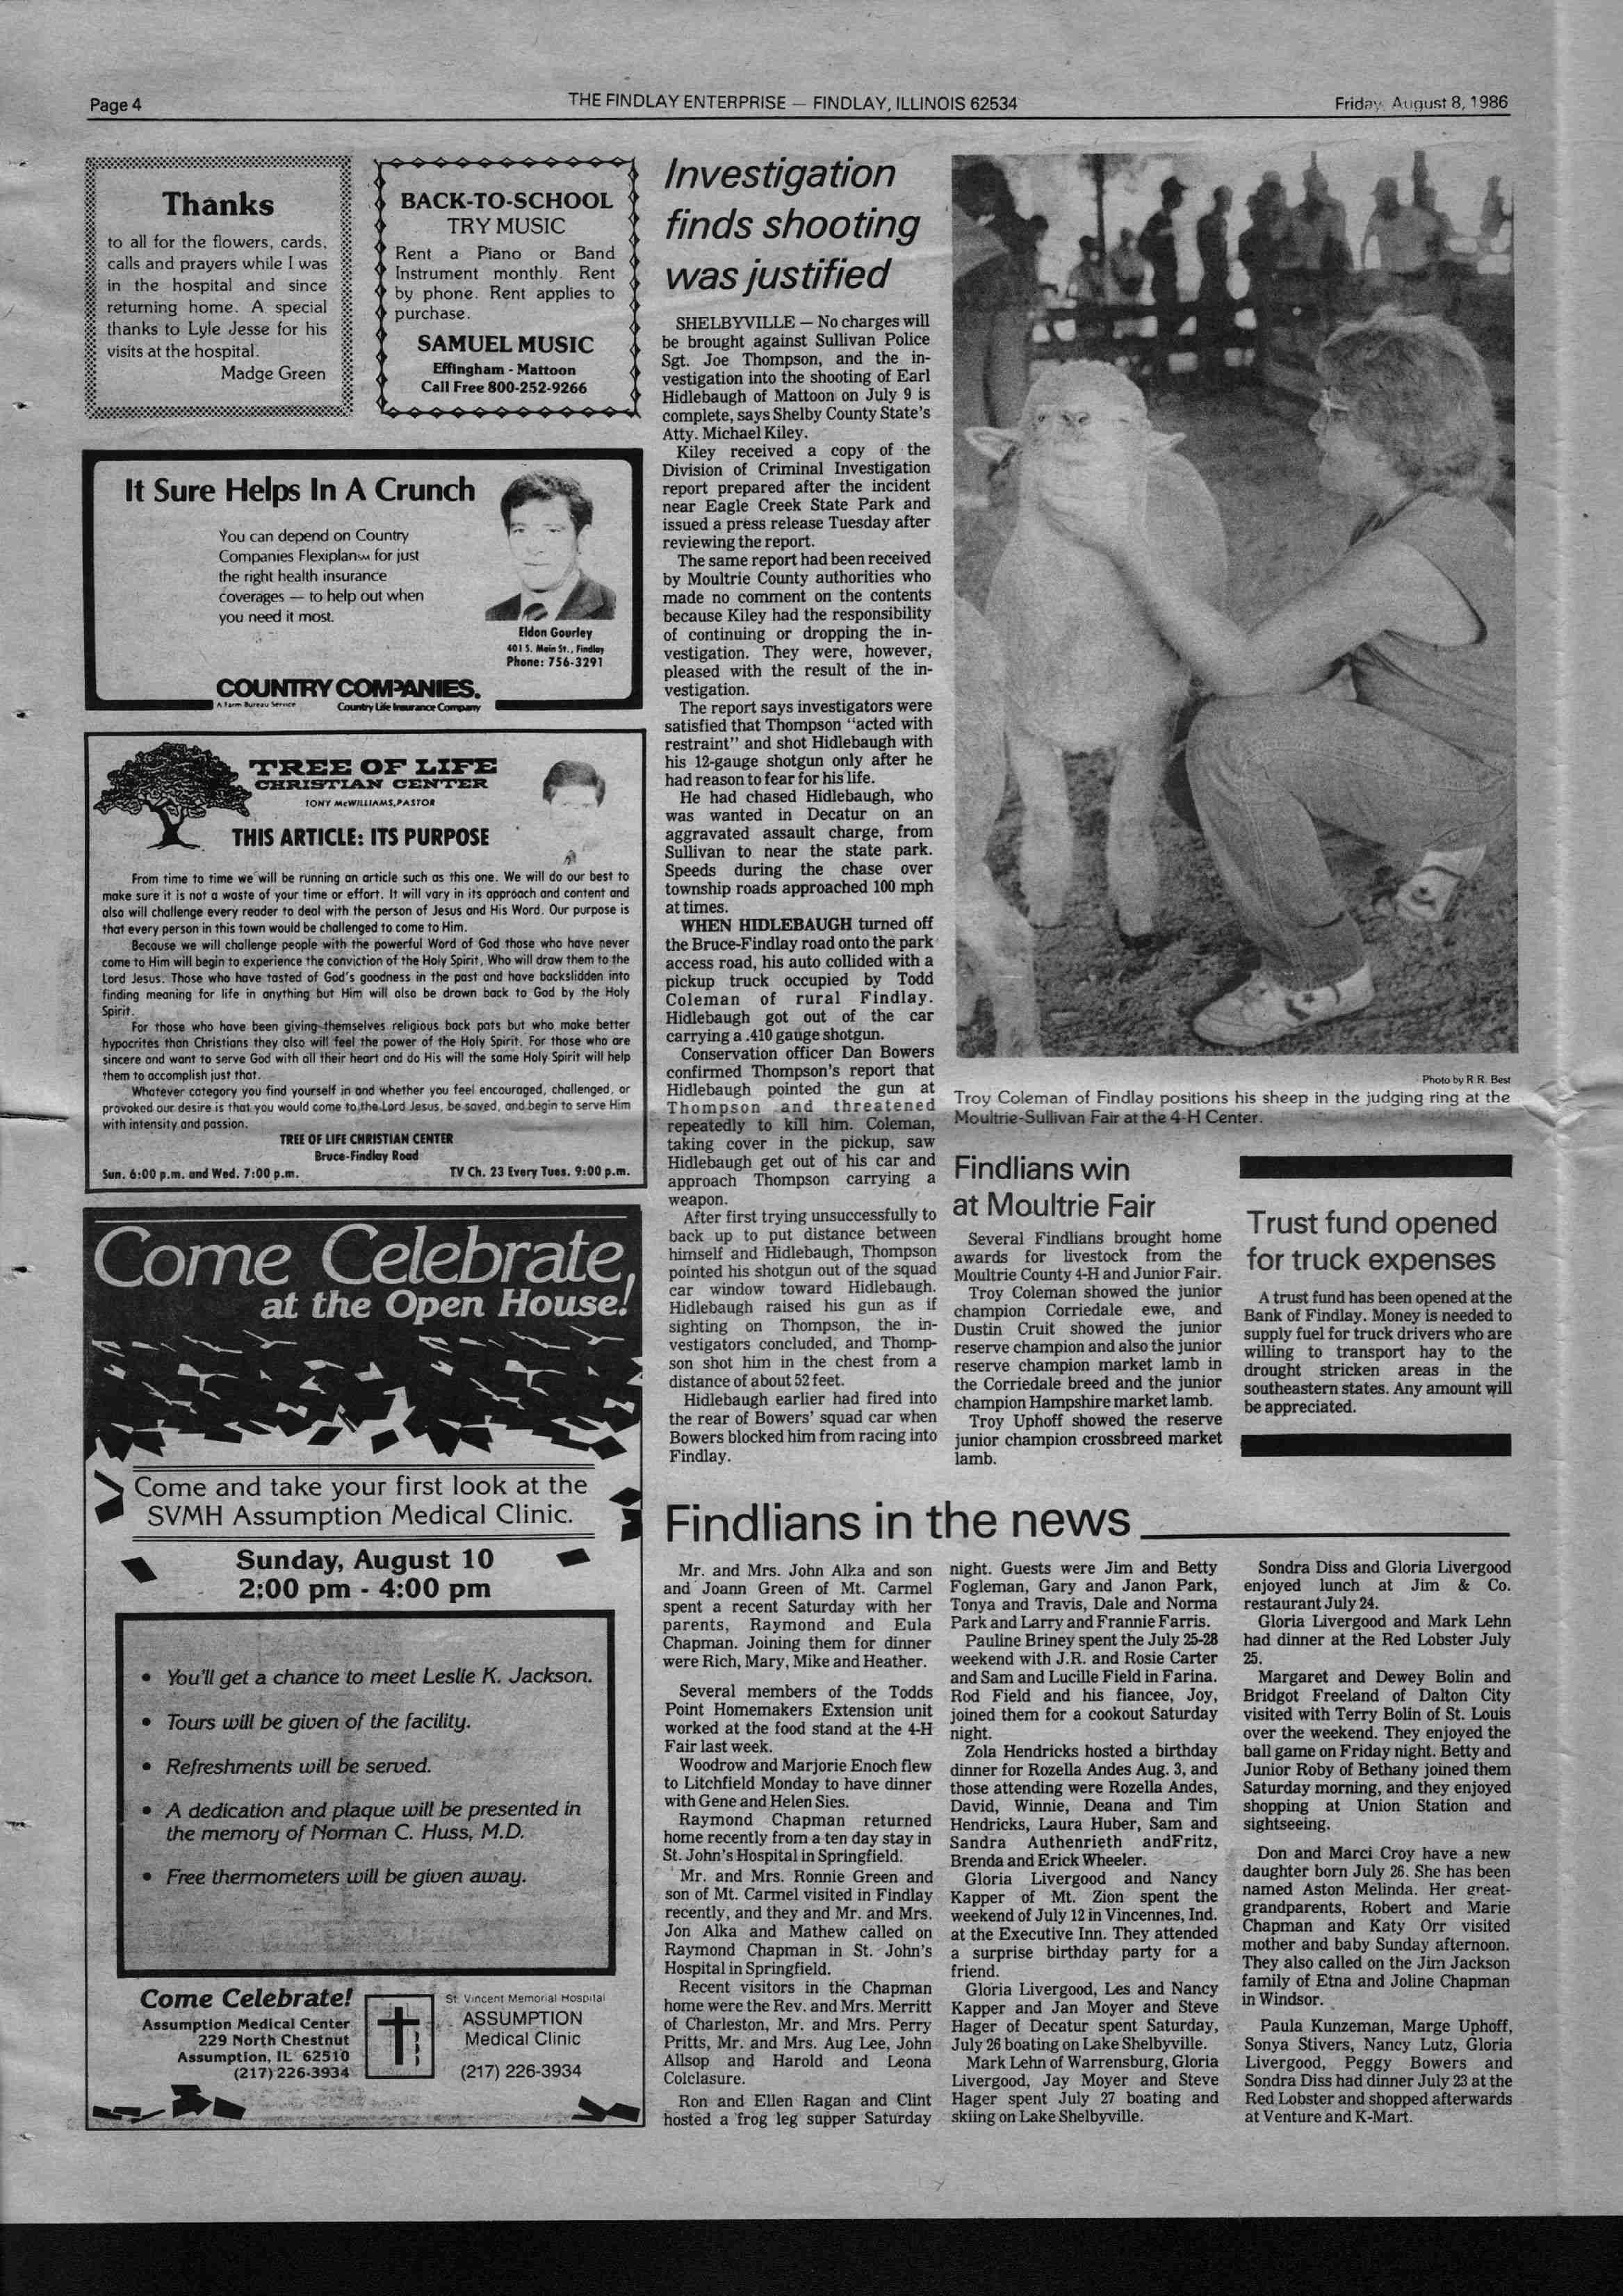 Page 4
THE FINDLAY ENTERPRISE — FINDLAY, ILLINOIS 62534
Friday, August 8, 1986
Thanks
to all for the flowers, cards,
calls and prayers while I was
in the hospital and since
returning home. A special
thanks to Lyle Jesse for his
visits at the hospital.
Madge Green
BACK-TO-SCHOOL
TRY MUSIC
Rent a Piano or Band
Instrument monthly. Rent
by phone. Rent applies to
purchase.
SAMUEL MUSIC
Effingham - Mattoon
Call Free 800-252-9266
It Sure Helps In A Crunch
You can depend on Country
Companies Flexiplan℠ for just
the right health insurance
coverages — to help out when
you need it most.
Eldon Gourley
401 S. Main St., Findlay
Phone: 756-3291
COUNTRY COMPANIES.
A Farm Bureau Service
Country Life Insurance Company
TREE OF LIFE
CHRISTIAN CENTER
TONY McWILLIAMS, PASTOR
THIS ARTICLE: ITS PURPOSE
From time to time we will be running an article such as this one. We will do our best to
make sure it is not a waste of your time or effort. It will vary in its approach and content and
also will challenge every reader to deal with the person of Jesus and His Word. Our purpose is
that every person in this town would be challenged to come to Him.
Because we will challenge people with the powerful Word of God those who have never
come to Him will begin to experience the conviction of the Holy Spirit, Who will draw them to the
Lord Jesus. Those who have tasted of God's goodness in the past and have backslidden into
finding meaning for life in anything but Him will also be drawn back to God by the Holy
Spirit.
For those who have been giving themselves religious back pats but who make better
hypocrites than Christians they also will feel the power of the Holy Spirit. For those who are
sincere and want to serve God with all their heart and do His will the same Holy Spirit will help
them to accomplish just that.
Whatever category you find yourself in and whether you feel encouraged, challenged, or
provoked our desire is that you would come to the Lord Jesus, be saved, and begin to serve Him
with intensity and passion.
TREE OF LIFE CHRISTIAN CENTER
Bruce-Findlay Road
Sun. 6:00 p.m. and Wed. 7:00 p.m.
TV Ch. 23 Every Tues. 9:00 p.m.
Come Celebrate,
at the Open House!
Come and take your first look at the
SVMH Assumption Medical Clinic.
Sunday, August 10
2:00 pm - 4:00 pm
• You'll get a chance to meet Leslie K. Jackson.
• Tours will be given of the facility.
• Refreshments will be served.
• A dedication and plaque will be presented in
the memory of Norman C. Huss, M.D.
• Free thermometers will be given away.
Come Celebrate!
Assumption Medical Center
229 North Chestnut
Assumption, IL 62510
(217) 226-3934
St. Vincent Memorial Hospital
ASSUMPTION
Medical Clinic
(217) 226-3934
Investigation
finds shooting
was justified
SHELBYVILLE — No charges will
be brought against Sullivan Police
Sgt. Joe Thompson, and the in-
vestigation into the shooting of Earl
Hidlebaugh of Mattoon on July 9 is
complete, says Shelby County State's
Atty. Michael Kiley.
Kiley received a copy of the
Division of Criminal Investigation
report prepared after the incident
near Eagle Creek State Park and
issued a press release Tuesday after
reviewing the report.
The same report had been received
by Moultrie County authorities who
made no comment on the contents
because Kiley had the responsibility
of continuing or dropping the in-
vestigation. They were, however,
pleased with the result of the in-
vestigation.
The report says investigators were
satisfied that Thompson "acted with
restraint" and shot Hidlebaugh with
his 12-gauge shotgun only after he
had reason to fear for his life.
He had chased Hidlebaugh, who
was wanted in Decatur on an
aggravated assault charge, from
Sullivan to near the state park.
Speeds during the chase over
township roads approached 100 mph
at times.
WHEN HIDLEBAUGH turned off
the Bruce-Findlay road onto the park
access road, his auto collided with a
pickup truck occupied by Todd
Coleman of rural Findlay.
Hidlebaugh got out of the car
carrying a .410 gauge shotgun.
Conservation officer Dan Bowers
confirmed Thompson's report that
Hidlebaugh pointed the gun at
Thompson and threatened
repeatedly to kill him. Coleman,
taking cover in the pickup, saw
Hidlebaugh get out of his car and
approach Thompson carrying a
weapon.
After first trying unsuccessfully to
back up to put distance between
himself and Hidlebaugh, Thompson
pointed his shotgun out of the squad
car window toward Hidlebaugh.
Hidlebaugh raised his gun as if
sighting on Thompson, the in-
vestigators concluded, and Thomp-
son shot him in the chest from a
distance of about 52 feet.
Hidlebaugh earlier had fired into
the rear of Bowers' squad car when
Bowers blocked him from racing into
Findlay.
Photo by R.R. Best
Troy Coleman of Findlay positions his sheep in the judging ring at the
Moultrie-Sullivan Fair at the 4-H Center.
Findlians win
at Moultrie Fair
Several Findlians brought home
awards for livestock from the
Moultrie County 4-H and Junior Fair.
Troy Coleman showed the junior
champion Corriedale ewe, and
Dustin Cruit showed the junior
reserve champion and also the junior
reserve champion market lamb in
the Corriedale breed and the junior
champion Hampshire market lamb.
Troy Uphoff showed the reserve
junior champion crossbreed market
lamb.
Trust fund opened
for truck expenses
A trust fund has been opened at the
Bank of Findlay. Money is needed to
supply fuel for truck drivers who are
willing to transport hay to the
drought stricken areas in the
southeastern states. Any amount will
be appreciated.
Findlians in the news
Mr. and Mrs. John Alka and son
and Joann Green of Mt. Carmel
spent a recent Saturday with her
parents, Raymond and Eula
Chapman. Joining them for dinner
were Rich, Mary, Mike and Heather.
Several members of the Todds
Point Homemakers Extension unit
worked at the food stand at the 4-H
Fair last week.
Woodrow and Marjorie Enoch flew
to Litchfield Monday to have dinner
with Gene and Helen Sies.
Raymond Chapman returned
home recently from a ten day stay in
St. John's Hospital in Springfield.
Mr. and Mrs. Ronnie Green and
son of Mt. Carmel visited in Findlay
recently, and they and Mr. and Mrs.
Jon Alka and Mathew called on
Raymond Chapman in St. John's
Hospital in Springfield.
Recent visitors in the Chapman
home were the Rev. and Mrs. Merritt
of Charleston, Mr. and Mrs. Perry
Pritts, Mr. and Mrs. Aug Lee, John
Allsop and Harold and Leona
Colclasure.
Ron and Ellen Ragan and Clint
hosted a frog leg supper Saturday
night. Guests were Jim and Betty
Fogleman, Gary and Janon Park,
Tonya and Travis, Dale and Norma
Park and Larry and Frannie Farris.
Pauline Briney spent the July 25-28
weekend with J.R. and Rosie Carter
and Sam and Lucille Field in Farina.
Rod Field and his fiancee, Joy,
joined them for a cookout Saturday
night.
Zola Hendricks hosted a birthday
dinner for Rozella Andes Aug. 3, and
those attending were Rozella Andes,
David, Winnie, Deana and Tim
Hendricks, Laura Huber, Sam and
Sandra Authenrieth andFritz,
Brenda and Erick Wheeler.
Gloria Livergood and Nancy
Kapper of Mt. Zion spent the
weekend of July 12 in Vincennes, Ind.
at the Executive Inn. They attended
a surprise birthday party for a
friend.
Gloria Livergood, Les and Nancy
Kapper and Jan Moyer and Steve
Hager of Decatur spent Saturday,
July 26 boating on Lake Shelbyville.
Mark Lehn of Warrensburg, Gloria
Livergood, Jay Moyer and Steve
Hager spent July 27 boating and
skiing on Lake Shelbyville.
Sondra Diss and Gloria Livergood
enjoyed lunch at Jim & Co.
restaurant July 24.
Gloria Livergood and Mark Lehn
had dinner at the Red Lobster July
25.
Margaret and Dewey Bolin and
Bridgot Freeland of Dalton City
visited with Terry Bolin of St. Louis
over the weekend. They enjoyed the
ball game on Friday night. Betty and
Junior Roby of Bethany joined them
Saturday morning, and they enjoyed
shopping at Union Station and
sightseeing.
Don and Marci Croy have a new
daughter born July 26. She has been
named Aston Melinda. Her great-
grandparents, Robert and Marie
Chapman and Katy Orr visited
mother and baby Sunday afternoon.
They also called on the Jim Jackson
family of Etna and Joline Chapman
in Windsor.
Paula Kunzeman, Marge Uphoff,
Sonya Stivers, Nancy Lutz, Gloria
Livergood, Peggy Bowers and
Sondra Diss had dinner July 23 at the
Red Lobster and shopped afterwards
at Venture and K-Mart.